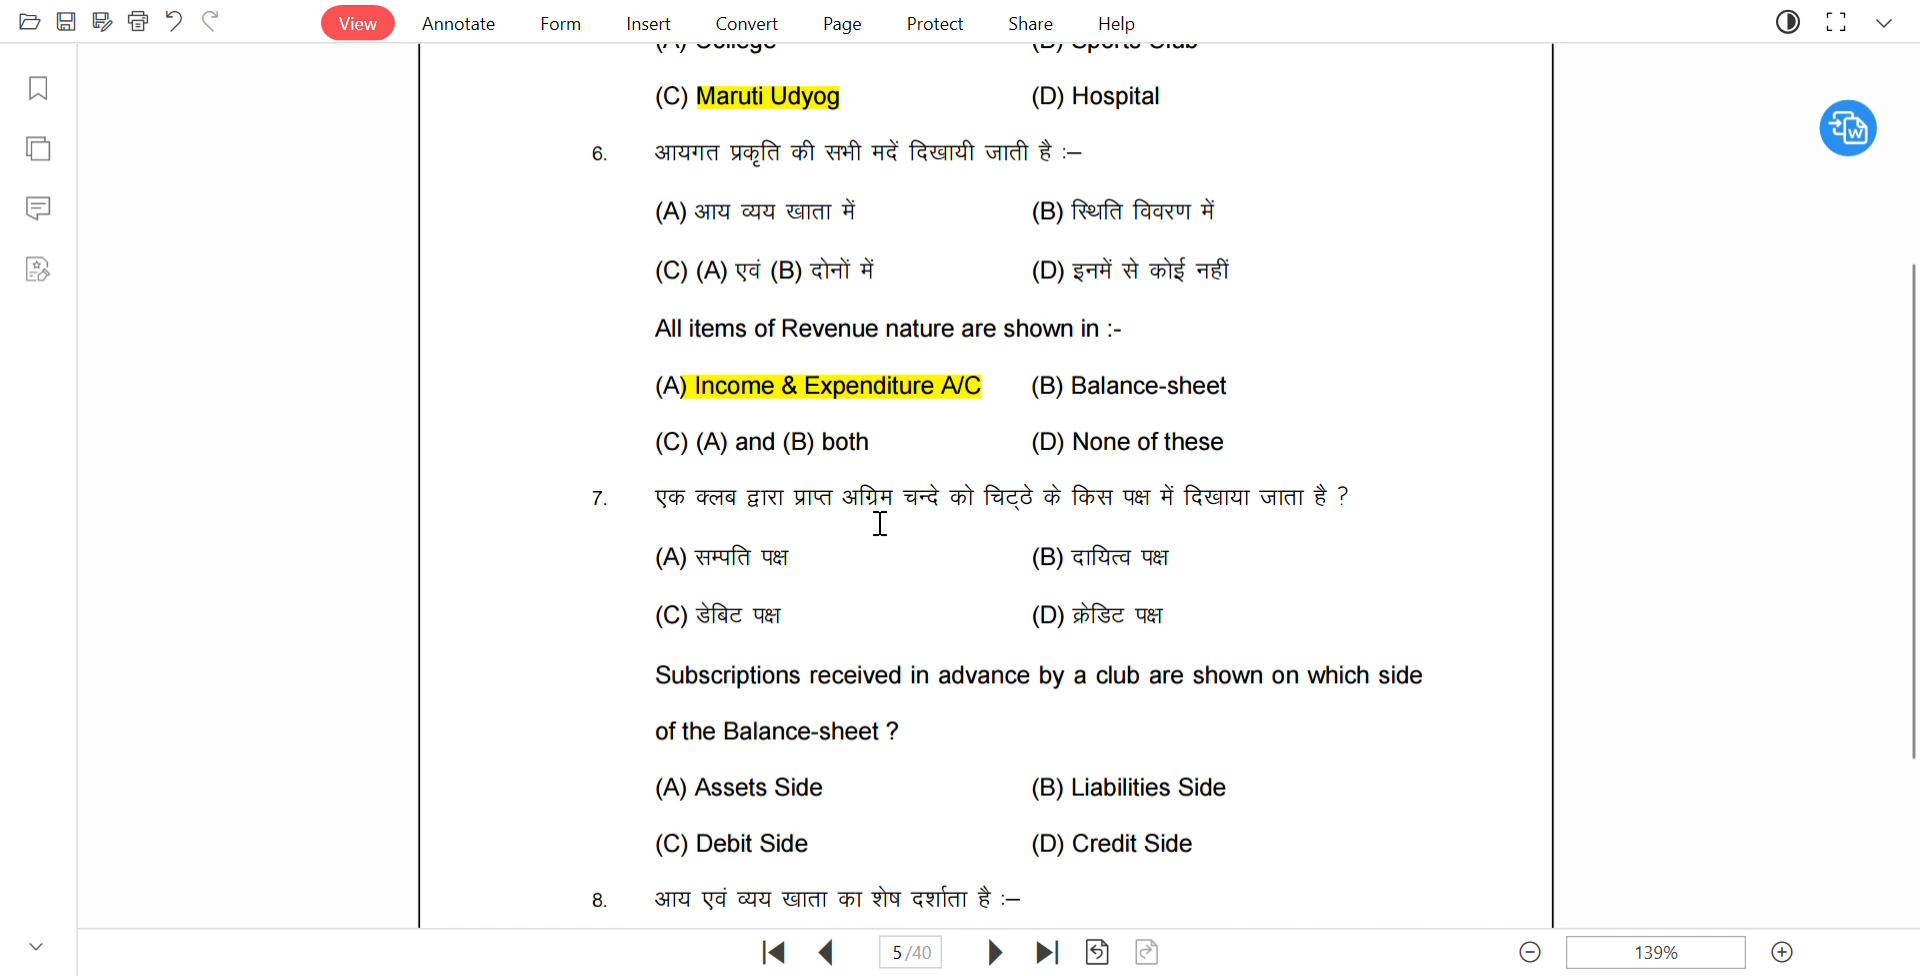 View Annotate Form Insert Convert Page Protect Share Help
(A) College (D) Sports Club
(C) Maruti Udyog (D) Hospital
6. आयगत प्रकृति की सभी मदें दिखायी जाती है :–
(A) आय व्यय खाता में (B) स्थिति विवरण में
(C) (A) एवं (B) दोनों में (D) इनमें से कोई नहीं
All items of Revenue nature are shown in :-
(A) Income & Expenditure A/C (B) Balance-sheet
(C) (A) and (B) both (D) None of these
7. एक क्लब द्वारा प्राप्त अग्रिम चन्दे को चिट्ठे के किस पक्ष में दिखाया जाता है ?
(A) सम्पति पक्ष (B) दायित्व पक्ष
(C) डेबिट पक्ष (D) क्रेडिट पक्ष
Subscriptions received in advance by a club are shown on which side
of the Balance-sheet ?
(A) Assets Side (B) Liabilities Side
(C) Debit Side (D) Credit Side
8. आय एवं व्यय खाता का शेष दर्शाता है :–
5 /40 139%